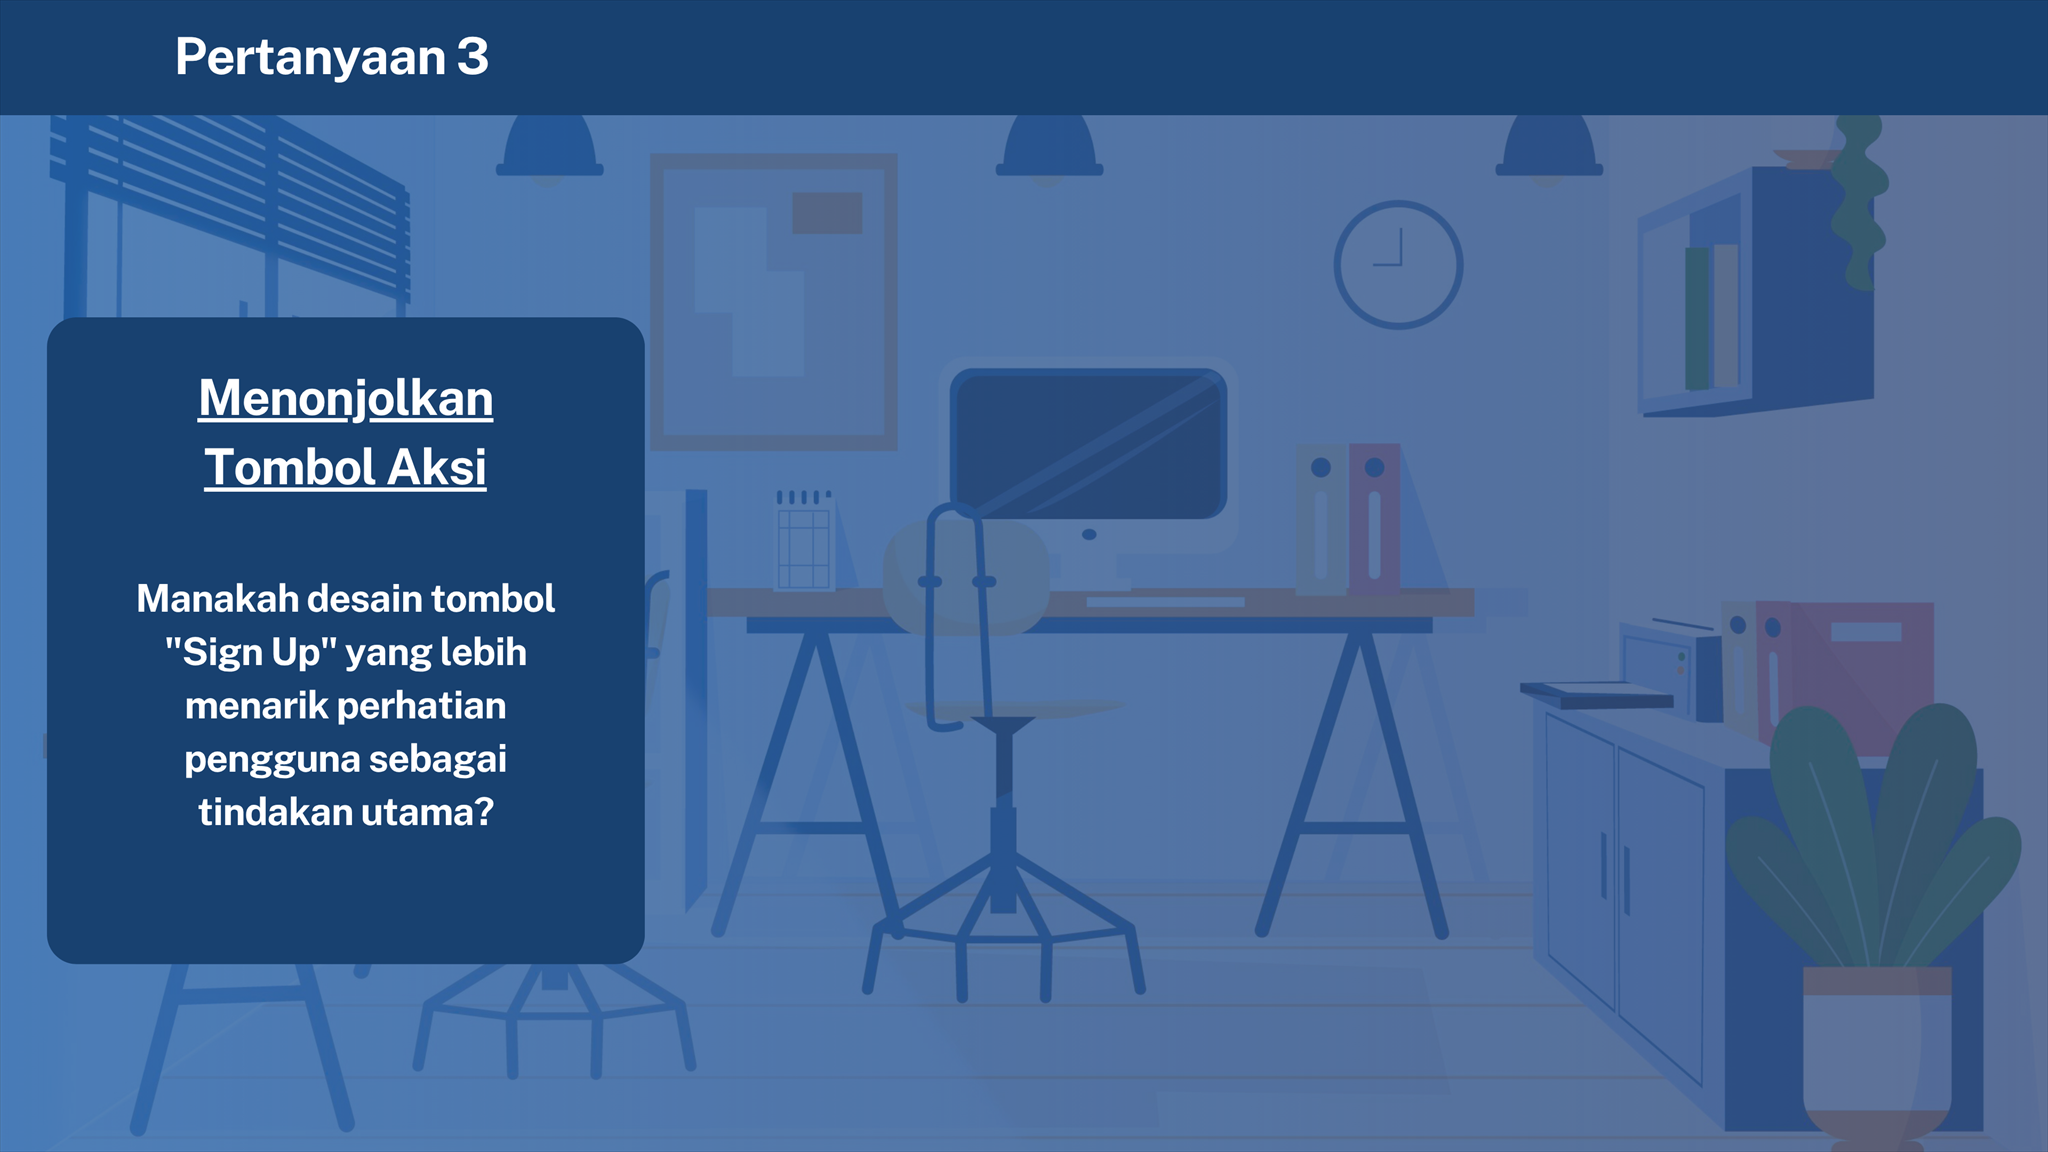 Pertanyaan 3
Menonjolkan
Tombol Aksi
Manakah desain tombol
"Sign Up" yang lebih
menarik perhatian
pengguna sebagai
tindakan utama?